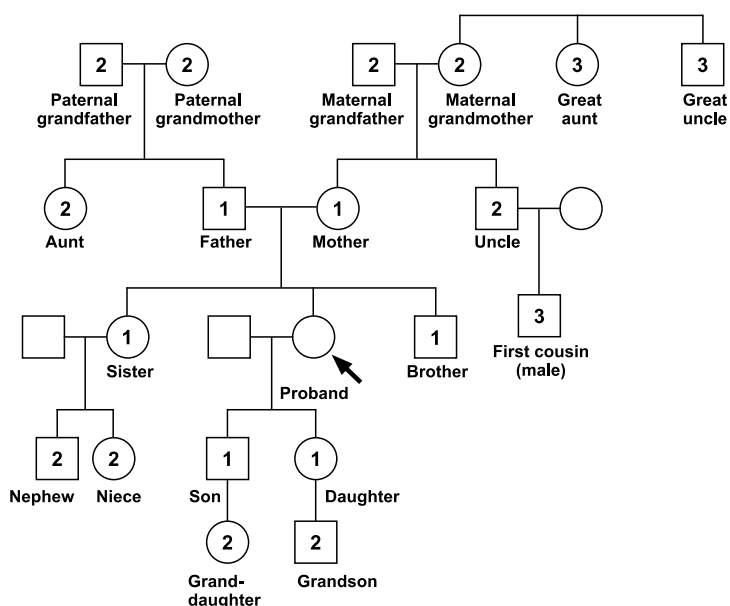 2 2 2 2 3 3
Paternal grandfather
Paternal grandmother
Maternal grandfather
Maternal grandmother
Great aunt
Great uncle
2 1 1 2
Aunt
Father
Mother
Uncle
3
First cousin
(male)
1 1
Sister
Brother
Proband
2 2 1 1
Nephew
Niece
Son
Daughter
2 2
Grand-
daughter
Grandson